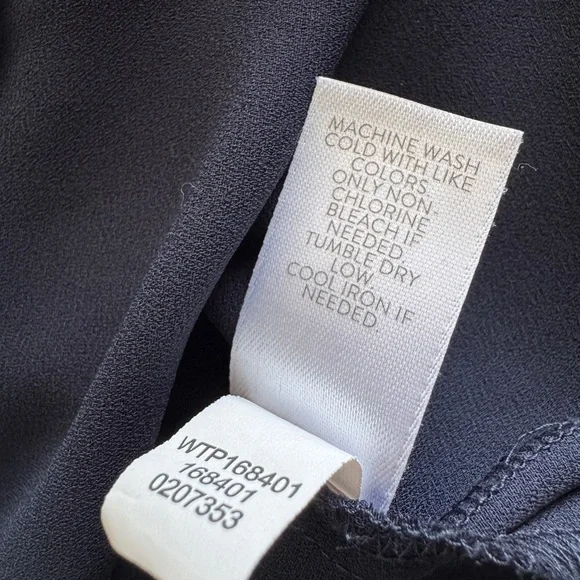 MACHINE WASH
COLD WITH LIKE
COLORS
ONLY NON-
CHLORINE
BLEACH IF
NEEDED
TUMBLE DRY
LOW
COOL IRON IF
NEEDED
WTP168401
168401
0207353